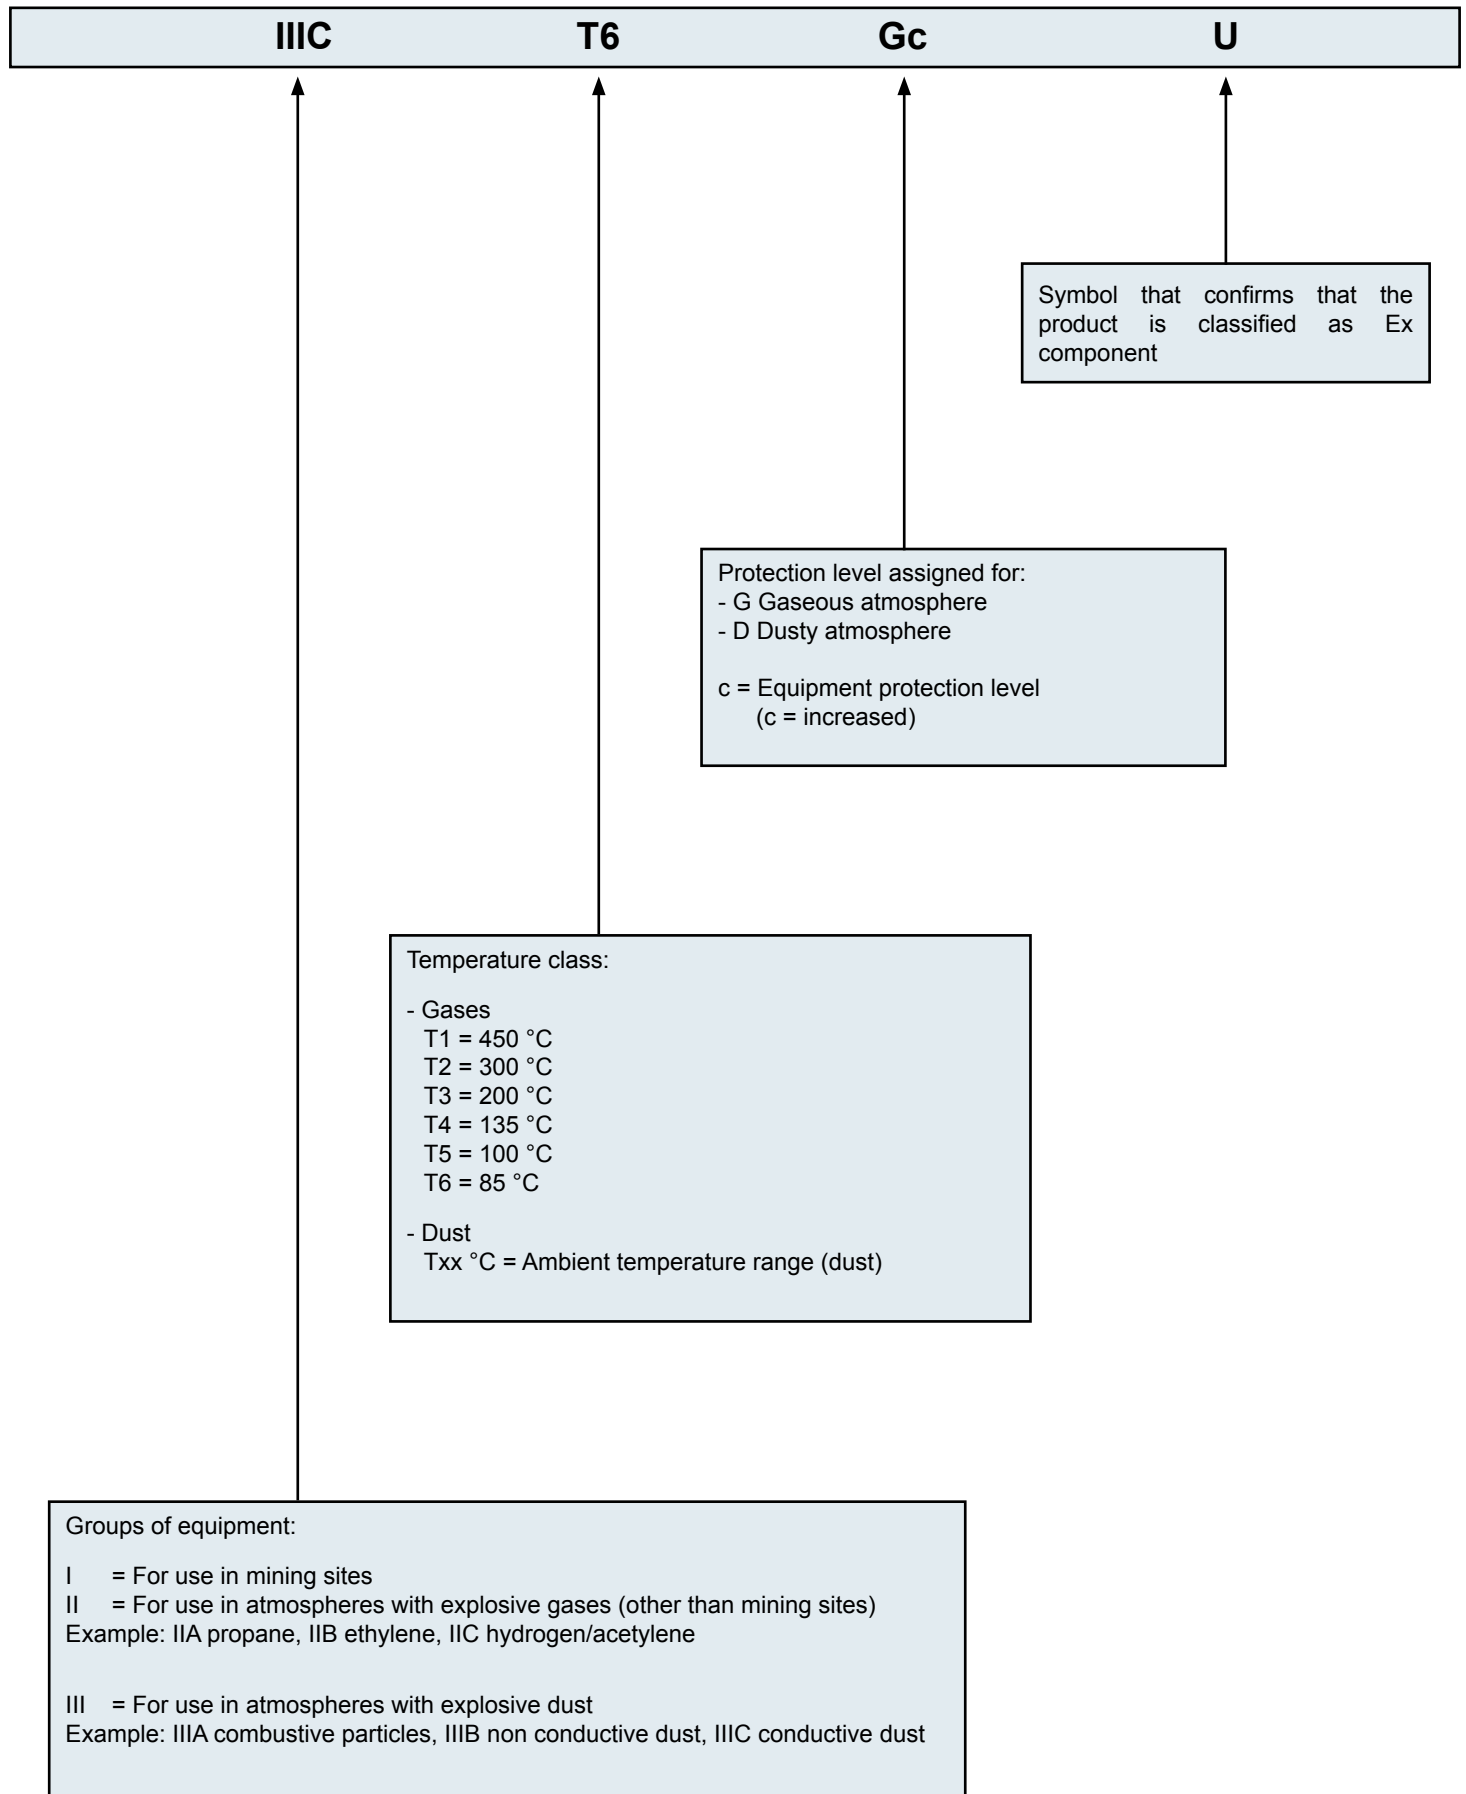 IIIC T6 Gc U
Symbol that confirms that the
product is classified as Ex
component
Protection level assigned for:
- G Gaseous atmosphere
- D Dusty atmosphere
c = Equipment protection level
(c = increased)
Temperature class:
- Gases
T1 = 450 °C
T2 = 300 °C
T3 = 200 °C
T4 = 135 °C
T5 = 100 °C
T6 = 85 °C
- Dust
Txx °C = Ambient temperature range (dust)
Groups of equipment:
I = For use in mining sites
II = For use in atmospheres with explosive gases (other than mining sites)
Example: IIA propane, IIB ethylene, IIC hydrogen/acetylene
III = For use in atmospheres with explosive dust
Example: IIIA combustive particles, IIIB non conductive dust, IIIC conductive dust